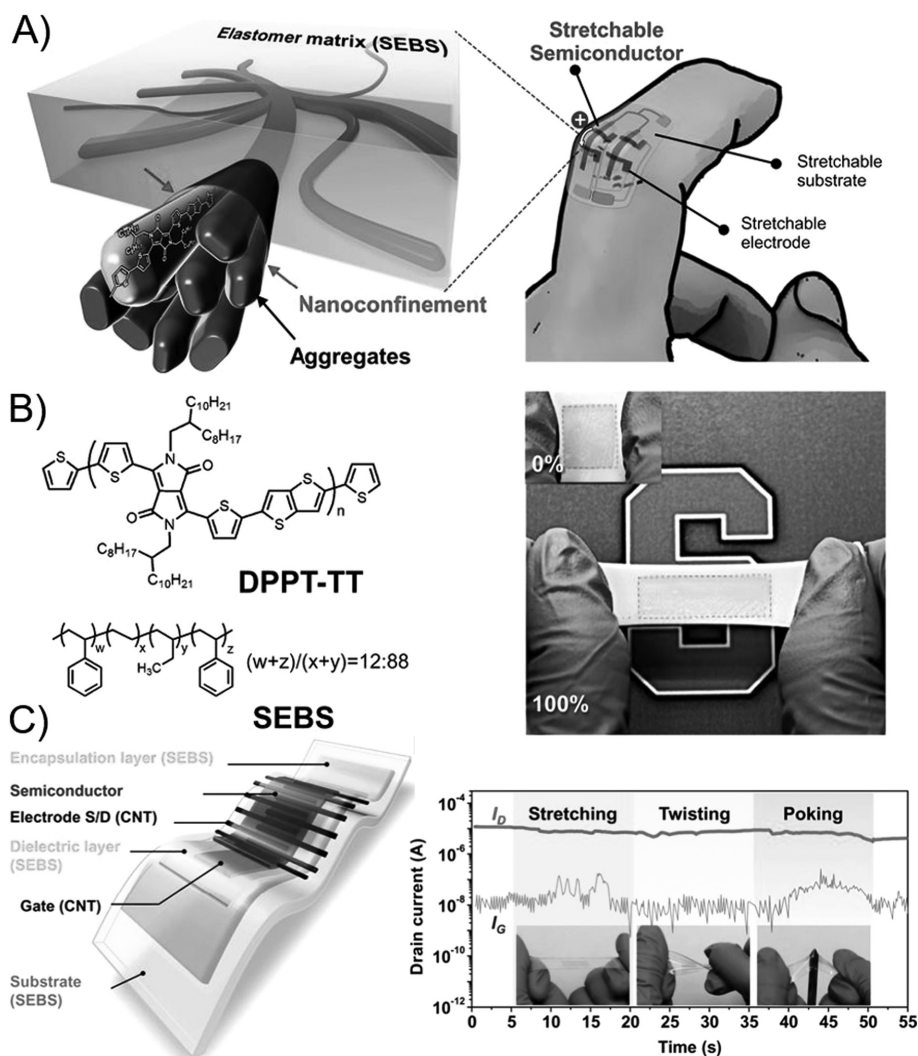 A)
Elastomer matrix (SEBS)
Nanoconfinement
Aggregates
Stretchable
Semiconductor
+
Stretchable
substrate
Stretchable
electrode
B)
C10H21
C8H17
N
O
S
S
S
S
S
S
n
O
N
C8H17
C10H21
DPPT-TT
w
x
y
z
H3C
(w+z)/(x+y)=12:88
SEBS
0%
100%
C)
Encapsulation layer (SEBS)
Semiconductor
Electrode S/D (CNT)
Dielectric layer
(SEBS)
Gate (CNT)
Substrate
(SEBS)
Drain current (A)
10-4
10-6
10-8
10-10
10-12
ID
IG
Stretching
Twisting
Poking
0 5 10 15 20 25 30 35 40 45 50 55
Time (s)